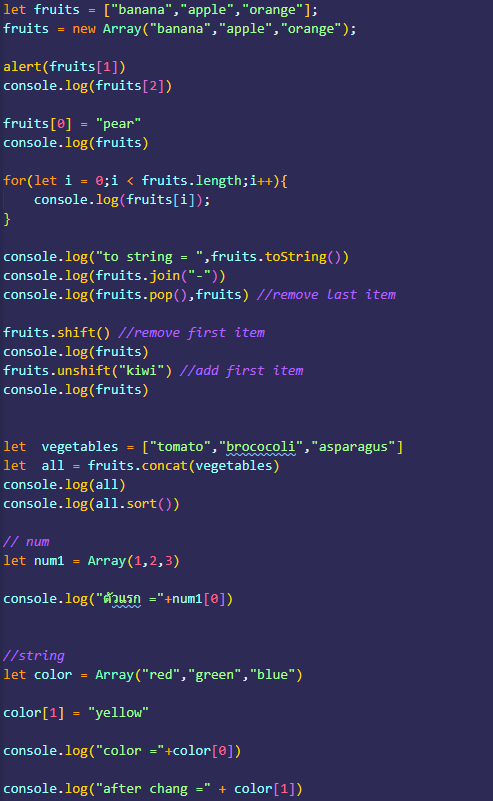 let fruits = ["banana","apple","orange"];
fruits = new Array("banana","apple","orange");
alert(fruits[1])
console.log(fruits[2])
fruits[0] = "pear"
console.log(fruits)
for(let i = 0;i < fruits.length;i++){
    console.log(fruits[i]);
}
console.log("to string = ",fruits.toString())
console.log(fruits.join("-"))
console.log(fruits.pop(),fruits) //remove last item
fruits.shift() //remove first item
console.log(fruits)
fruits.unshift("kiwi") //add first item
console.log(fruits)
let  vegetables = ["tomato","brococoli","asparagus"]
let  all = fruits.concat(vegetables)
console.log(all)
console.log(all.sort())
// num
let num1 = Array(1,2,3)
console.log("ตัวแรก ="+num1[0])
//string
let color = Array("red","green","blue")
color[1] = "yellow"
console.log("color ="+color[0])
console.log("after chang =" + color[1])